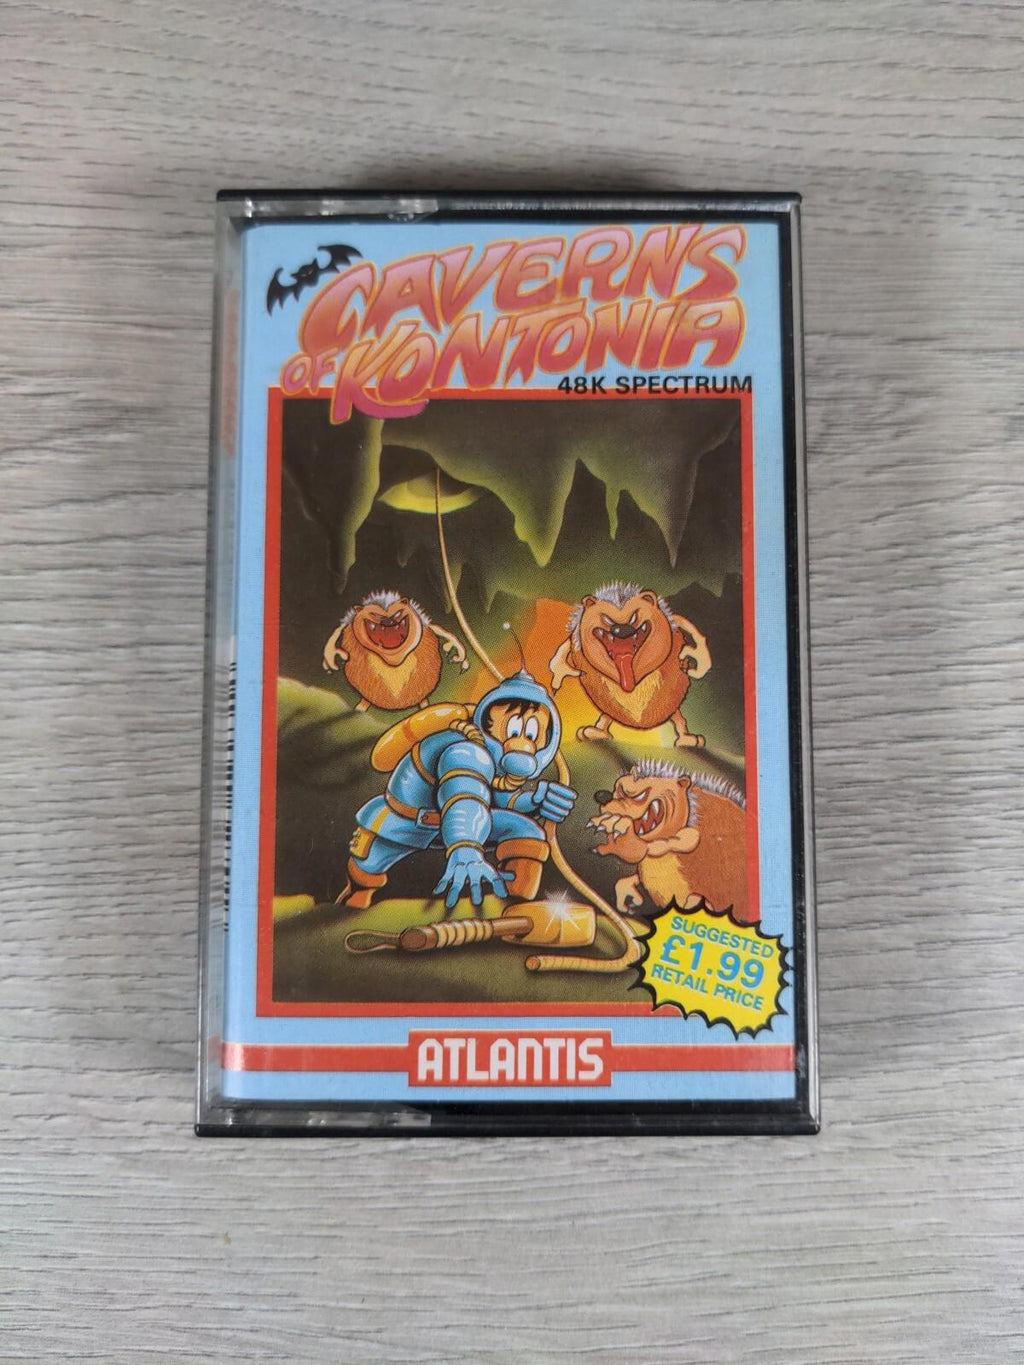 CAVERNS
OF KONTONIA
48K SPECTRUM
SUGGESTED
£1.99
RETAIL PRICE
ATLANTIS